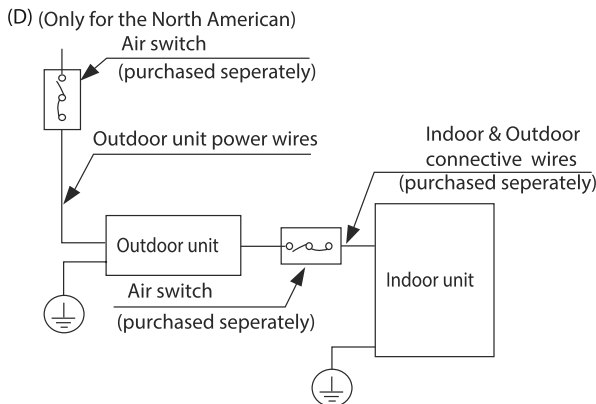 (D) (Only for the North American)
Air switch
(purchased seperately)
Outdoor unit power wires
Indoor & Outdoor
connective wires
(purchased seperately)
Outdoor unit
Indoor unit
Air switch
(purchased seperately)